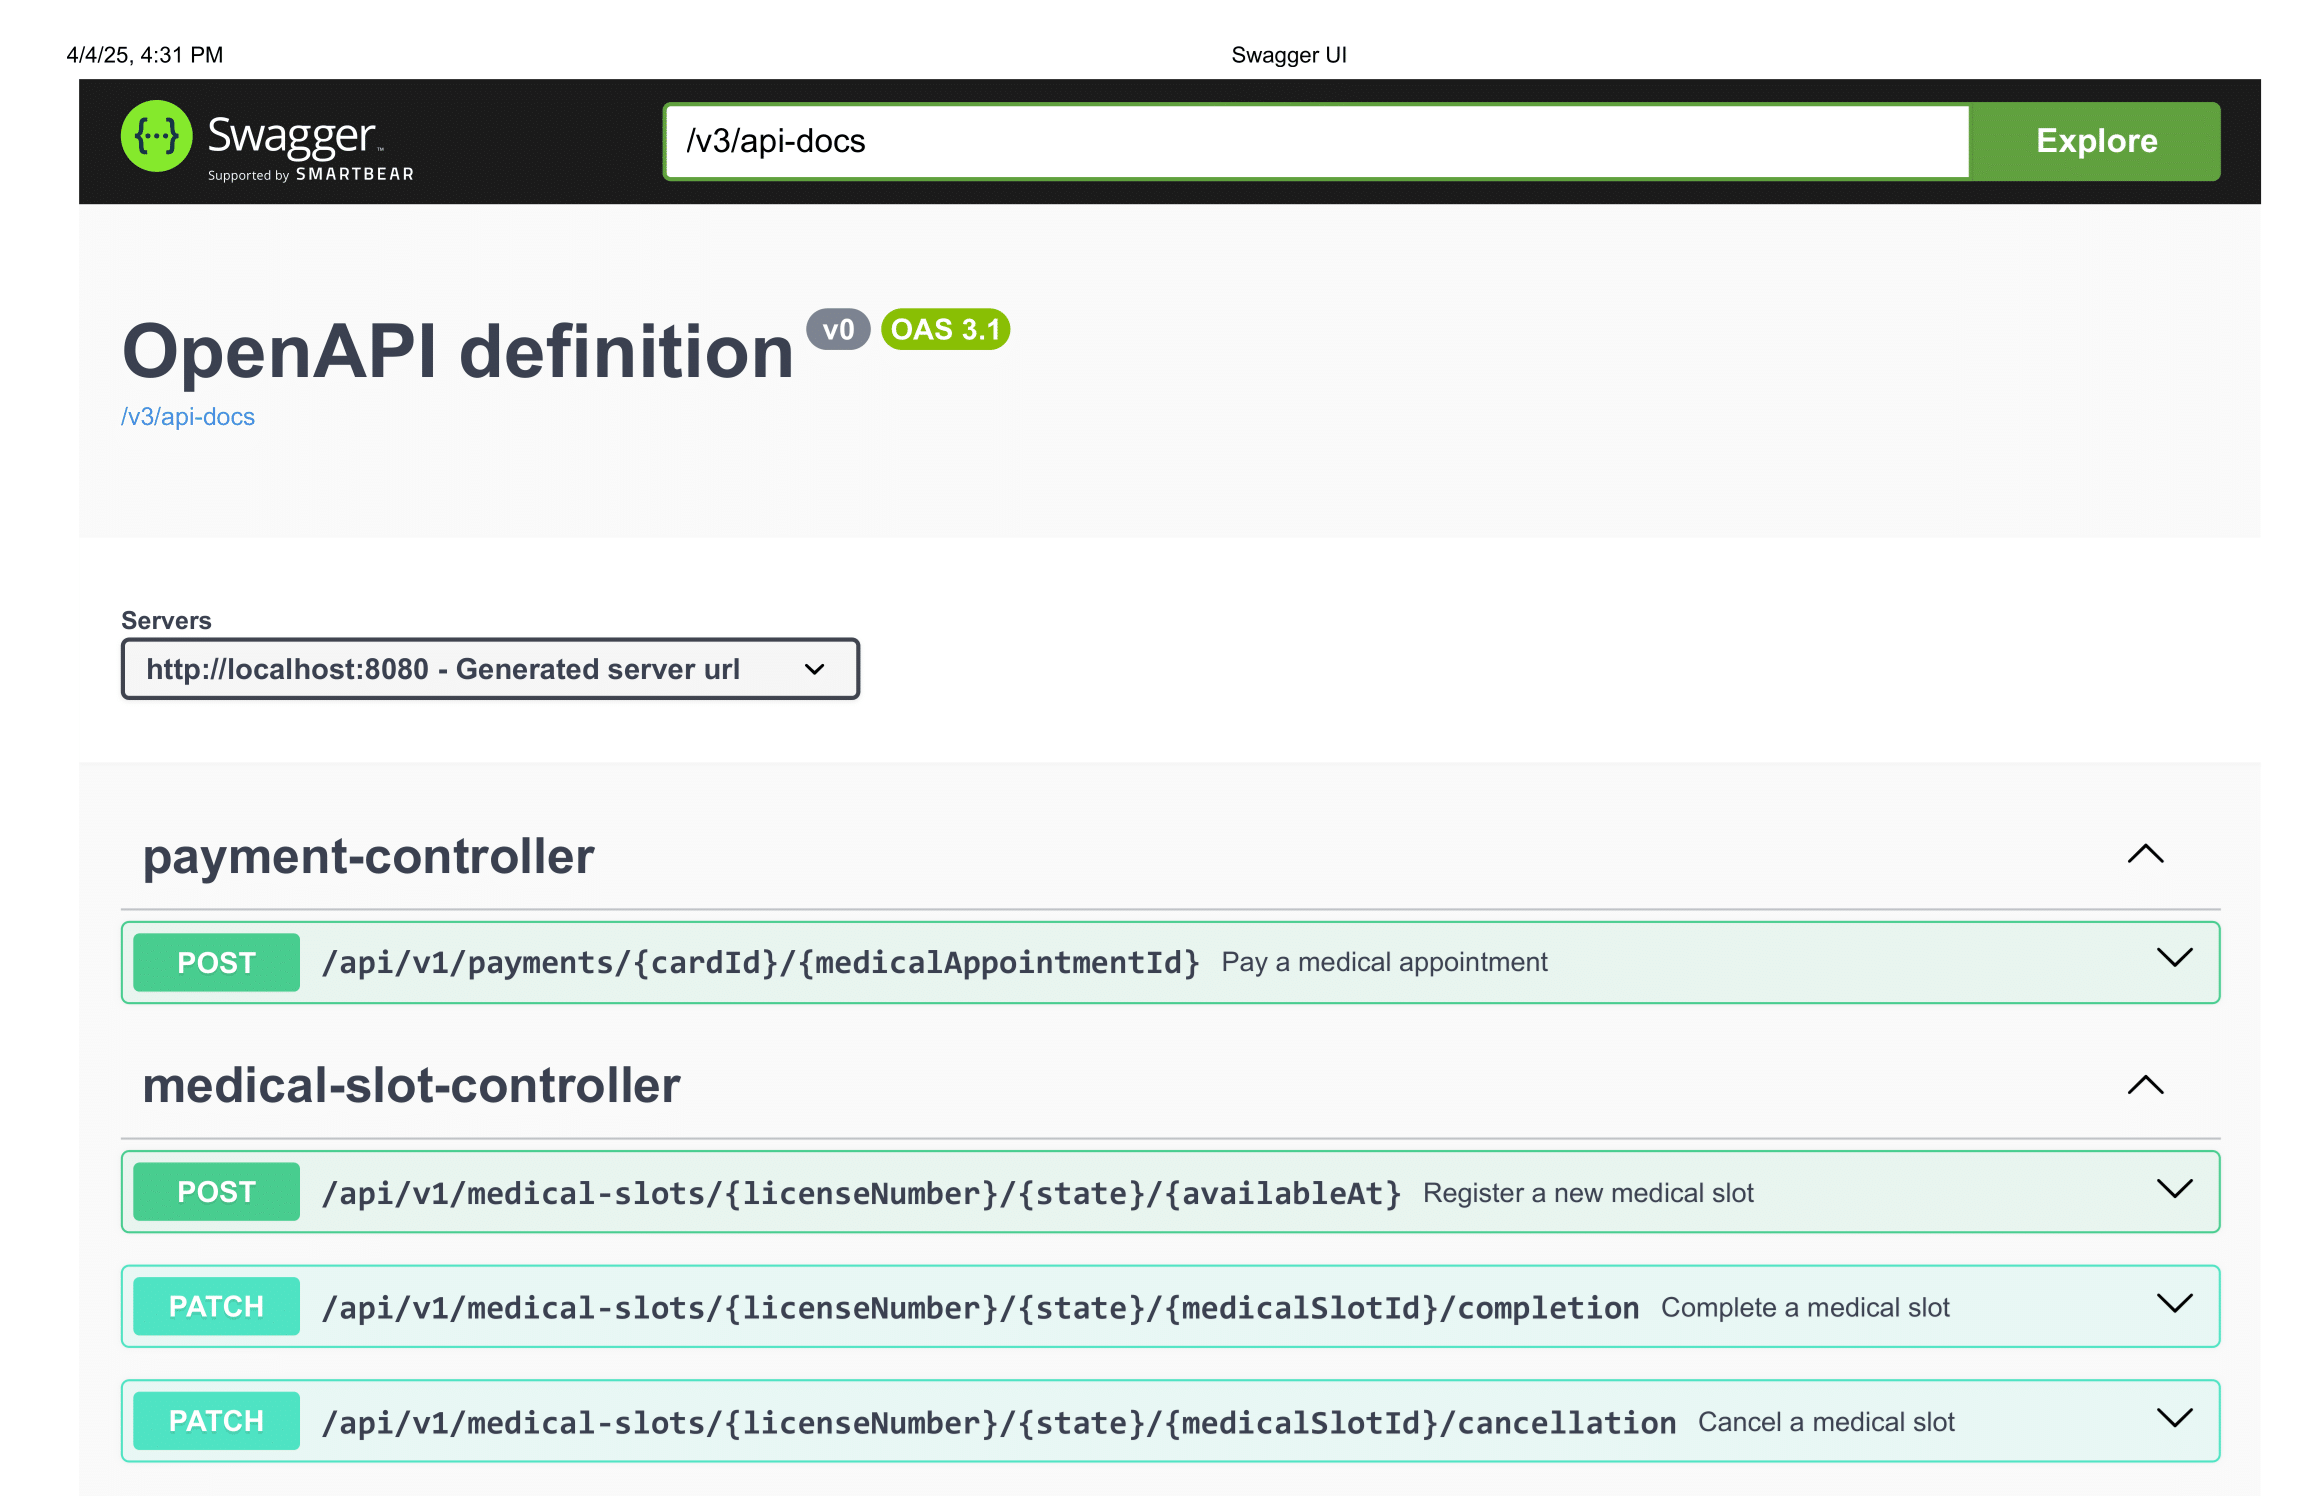 4/4/25, 4:31 PM Swagger UI
{···} Swagger™
Supported by SMARTBEAR
/v3/api-docs Explore
OpenAPI definition v0 OAS 3.1
/v3/api-docs
Servers
http://localhost:8080 - Generated server url
payment-controller
POST /api/v1/payments/{cardId}/{medicalAppointmentId} Pay a medical appointment
medical-slot-controller
POST /api/v1/medical-slots/{licenseNumber}/{state}/{availableAt} Register a new medical slot
PATCH /api/v1/medical-slots/{licenseNumber}/{state}/{medicalSlotId}/completion Complete a medical slot
PATCH /api/v1/medical-slots/{licenseNumber}/{state}/{medicalSlotId}/cancellation Cancel a medical slot